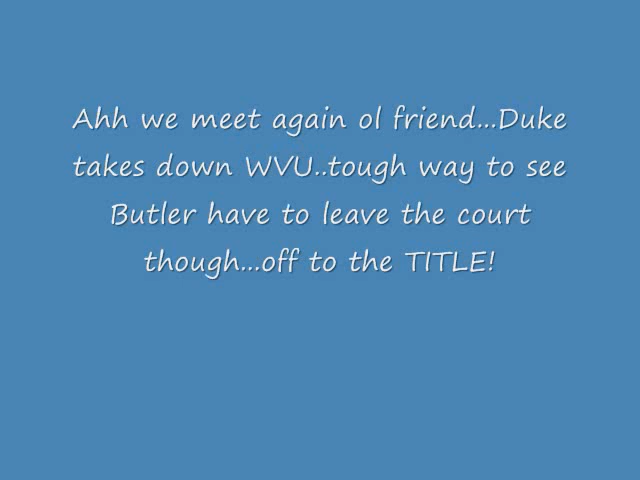 Ahh we meet again ol friend...Duke
takes down WVU..tough way to see
Butler have to leave the court
though...off to the TITLE!